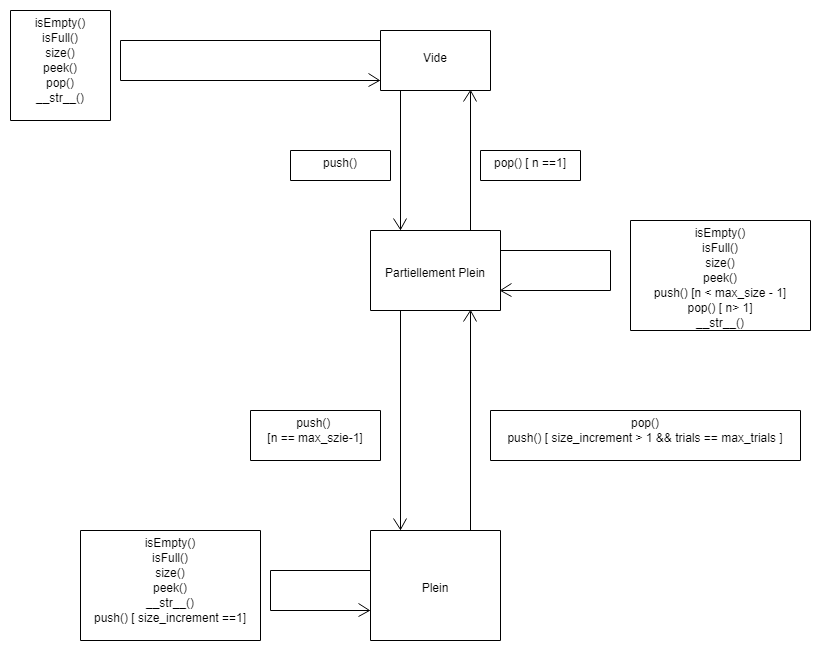 isEmpty()
isFull()
size()
peek()
pop()
__str__()
Vide
push()
pop() [ n ==1]
Partiellement Plein
isEmpty()
isFull()
size()
peek()
push() [n < max_size - 1]
pop() [ n> 1]
__str__()
push()
[n == max_szie-1]
pop()
push() [ size_increment > 1 && trials == max_trials ]
isEmpty()
isFull()
size()
peek()
__str__()
push() [ size_increment ==1]
Plein